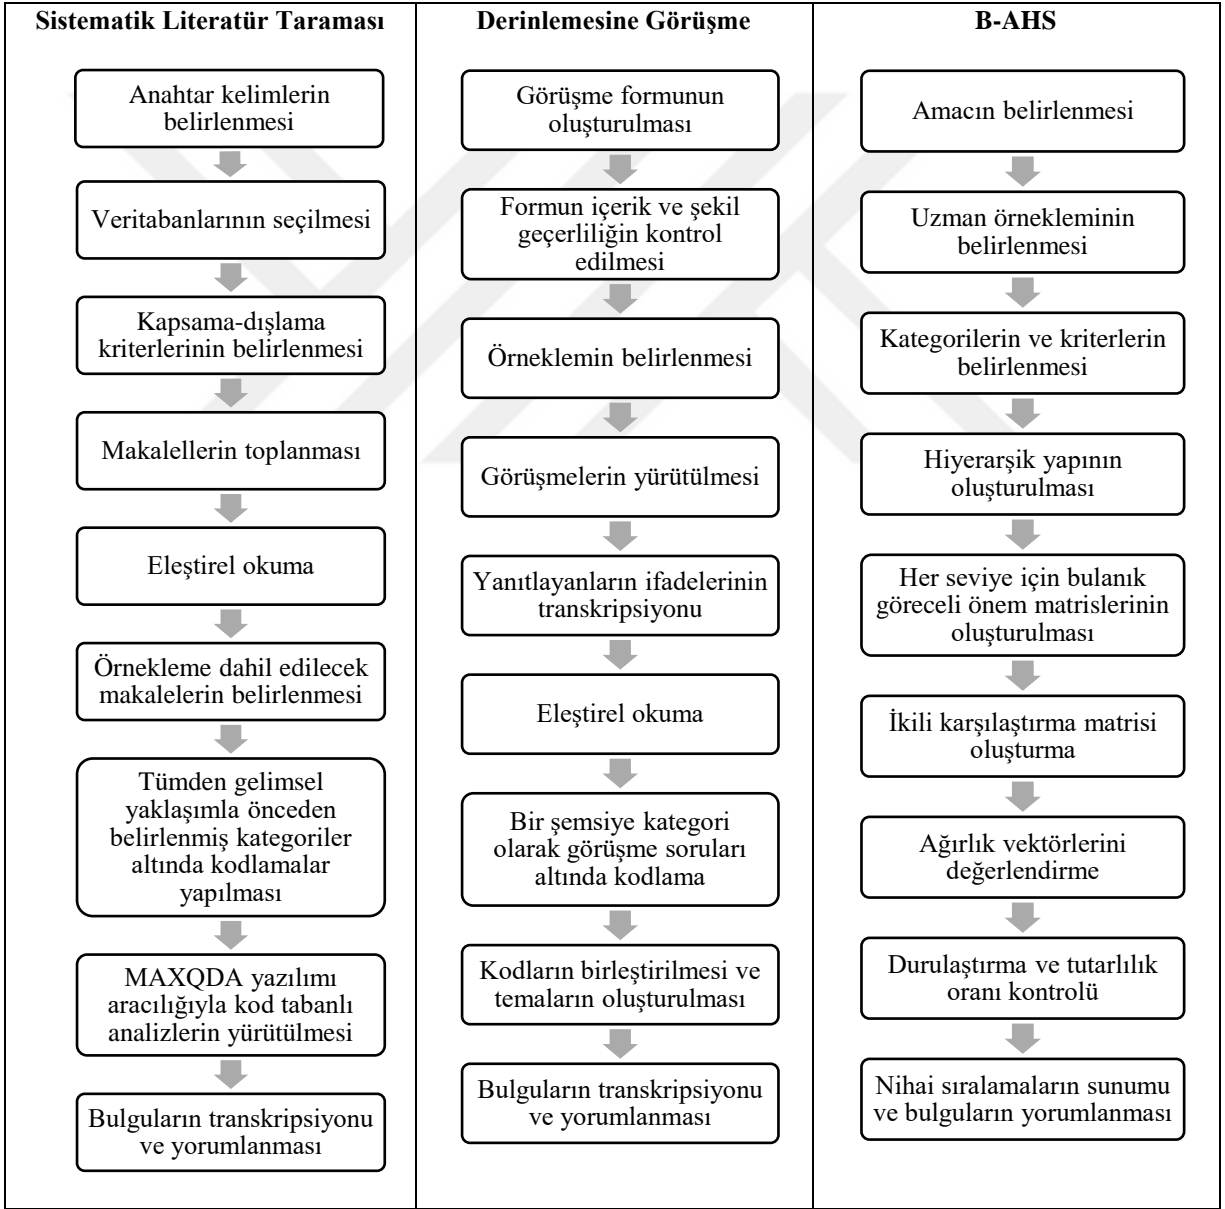 Sistematik Literatür Taraması
Anahtar kelimlerin
belirlenmesi
Veritabanlarının seçilmesi
Kapsama-dışlama
kriterlerinin belirlenmesi
Makalellerin toplanması
Eleştirel okuma
Örnekleme dahil edilecek
makalelerin belirlenmesi
Tümden gelimsel
yaklaşımla önceden
belirlenmiş kategoriler
altında kodlamalar
yapılması
MAXQDA yazılımı
aracılığıyla kod tabanlı
analizlerin yürütülmesi
Bulguların transkripsiyonu
ve yorumlanması
Derinlemesine Görüşme
Görüşme formunun
oluşturulması
Formun içerik ve şekil
geçerliliğin kontrol
edilmesi
Örneklemin belirlenmesi
Görüşmelerin yürütülmesi
Yanıtlayanların ifadelerinin
transkripsiyonu
Eleştirel okuma
Bir şemsiye kategori
olarak görüşme soruları
altında kodlama
Kodların birleştirilmesi ve
temaların oluşturulması
Bulguların transkripsiyonu
ve yorumlanması
B-AHS
Amacın belirlenmesi
Uzman örnekleminin
belirlenmesi
Kategorilerin ve kriterlerin
belirlenmesi
Hiyerarşik yapının
oluşturulması
Her seviye için bulanık
göreceli önem matrislerinin
oluşturulması
İkili karşılaştırma matrisi
oluşturma
Ağırlık vektörlerini
değerlendirme
Durulaştırma ve tutarlılık
oranı kontrolü
Nihai sıralamaların sunumu
ve bulguların yorumlanması